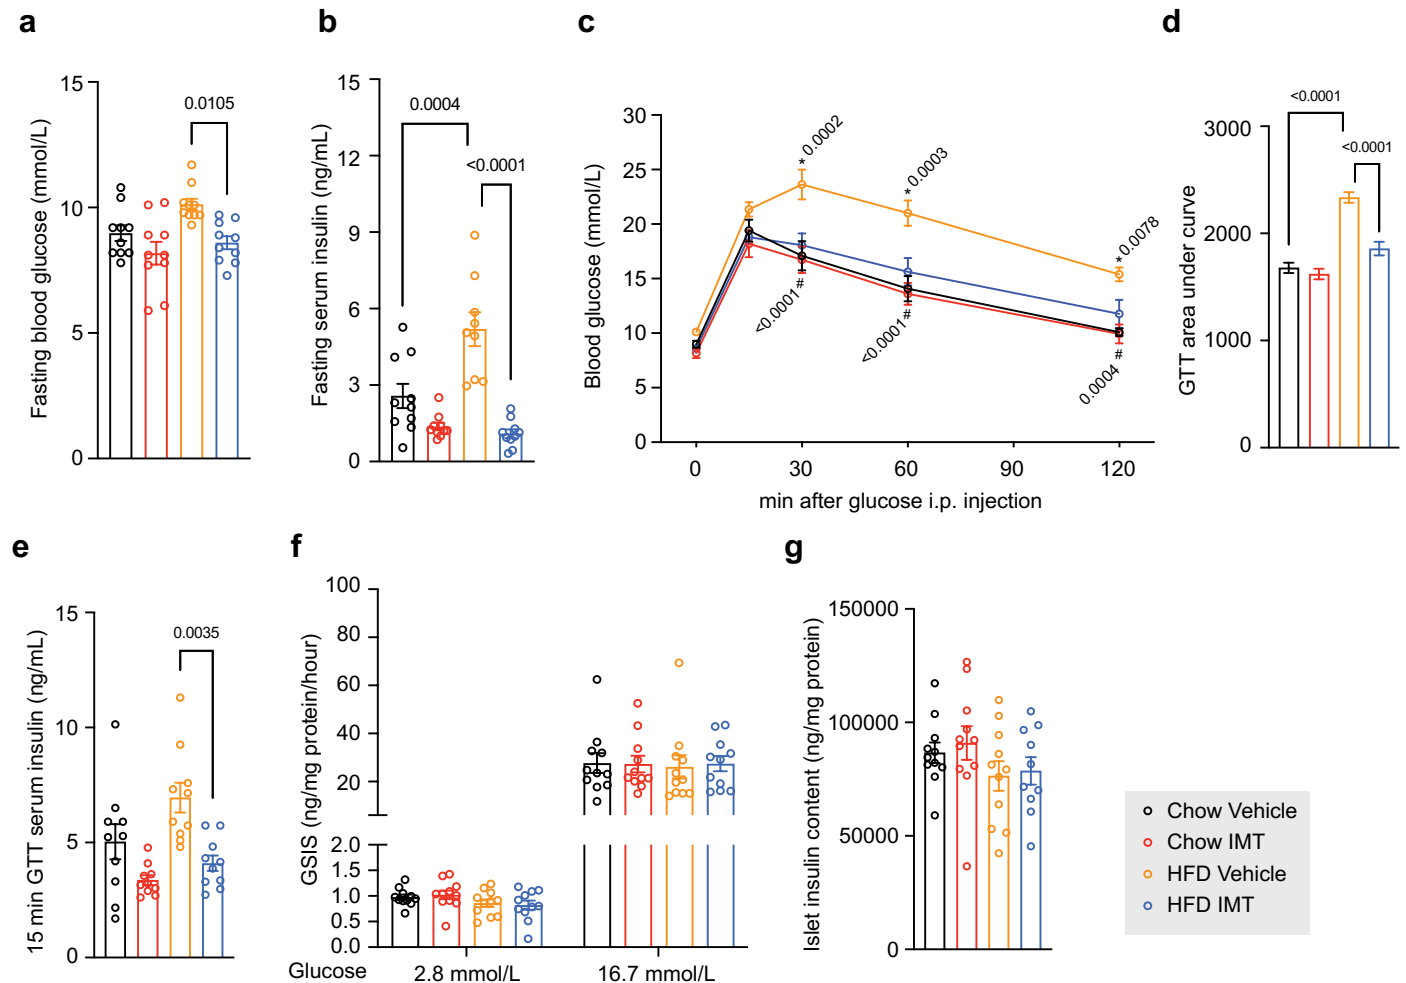 a
Fasting blood glucose (mmol/L)
15
10
5
0
0.0105
b
Fasting serum insulin (ng/mL)
15
12
9
6
3
0
0.0004
<0.0001
c
Blood glucose (mmol/L)
30
25
20
15
10
5
0
* 0.0002
* 0.0003
* 0.0078
<0.0001 #
<0.0001 #
0.0004 #
0 30 60 90 120
min after glucose i.p. injection
d
GTT area under curve
3000
2000
1000
0
<0.0001
<0.0001
e
15 min GTT serum insulin (ng/mL)
15
10
5
0
0.0035
f
GSIS (ng/mg protein/hour)
100
80
60
40
20
2.0
1.5
1.0
0.5
0.0
Glucose 2.8 mmol/L 16.7 mmol/L
g
Islet insulin content (ng/mg protein)
150000
100000
50000
0
Chow Vehicle
Chow IMT
HFD Vehicle
HFD IMT